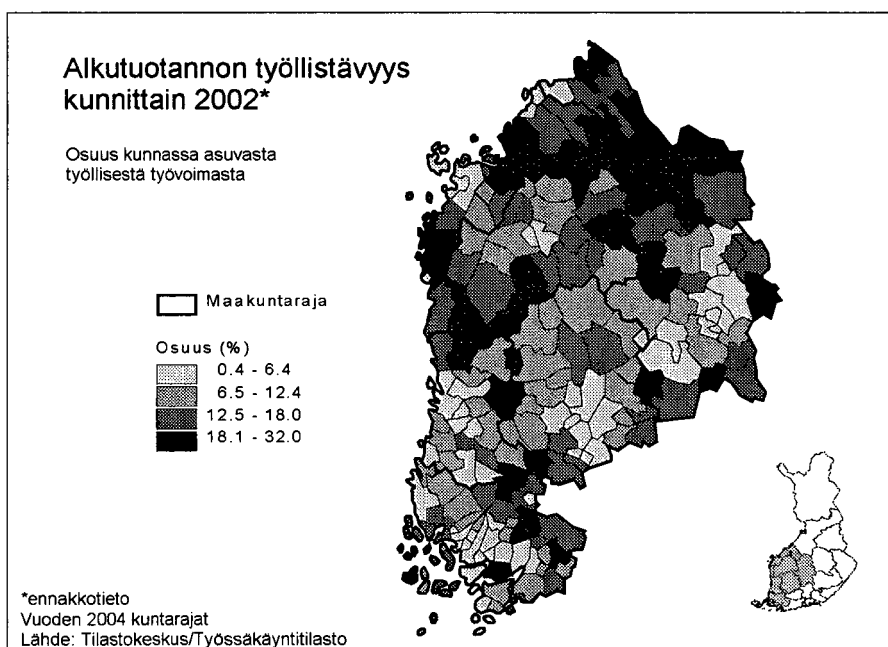 Alkutuotannon työllistävyys
kunnittain 2002*
Osuus kunnassa asuvasta
työllisestä työvoimasta
Maakuntaraja
Osuus (%)
0.4 - 6.4
6.5 - 12.4
12.5 - 18.0
18.1 - 32.0
*ennakkotieto
Vuoden 2004 kuntarajat
Lähde: Tilastokeskus/Työssäkäyntitilasto